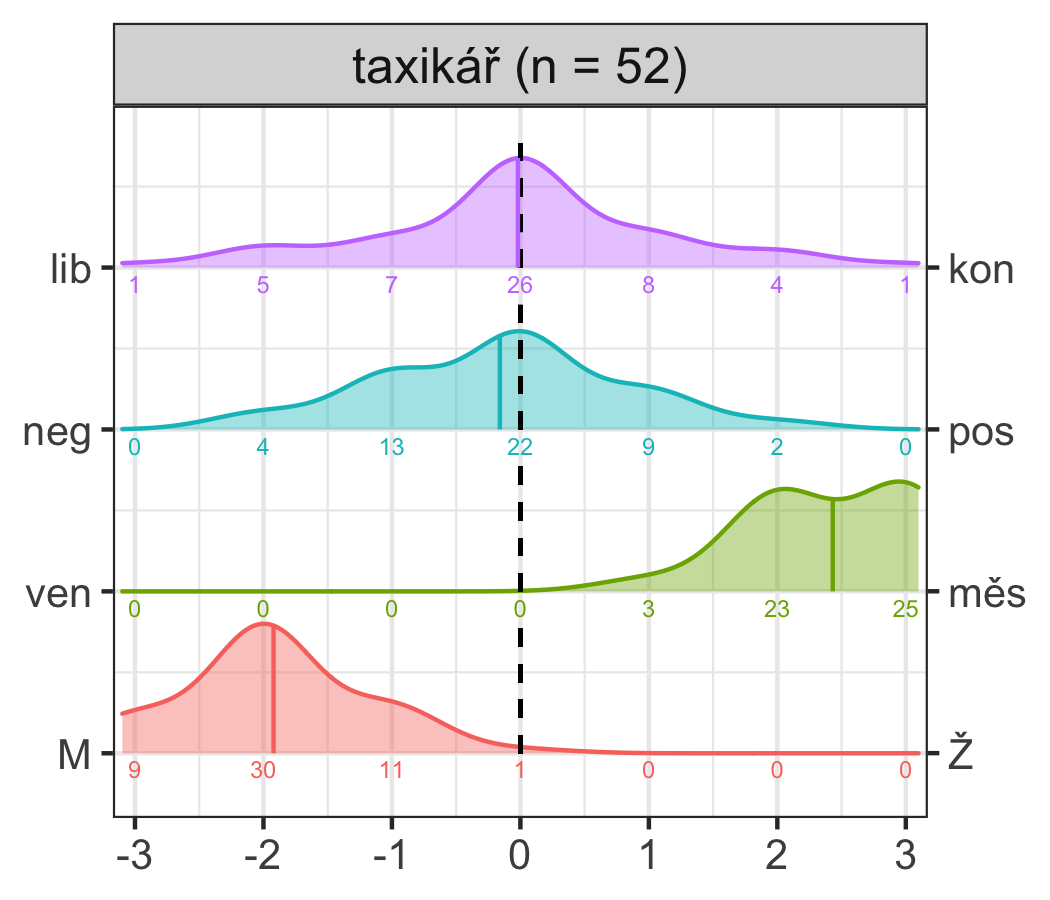 taxikář (n = 52)
lib kon
1 5 7 26 8 4 1
neg pos
0 4 13 22 9 2 0
ven měs
0 0 0 0 3 23 25
M Ž
9 30 11 1 0 0 0
-3 -2 -1 0 1 2 3